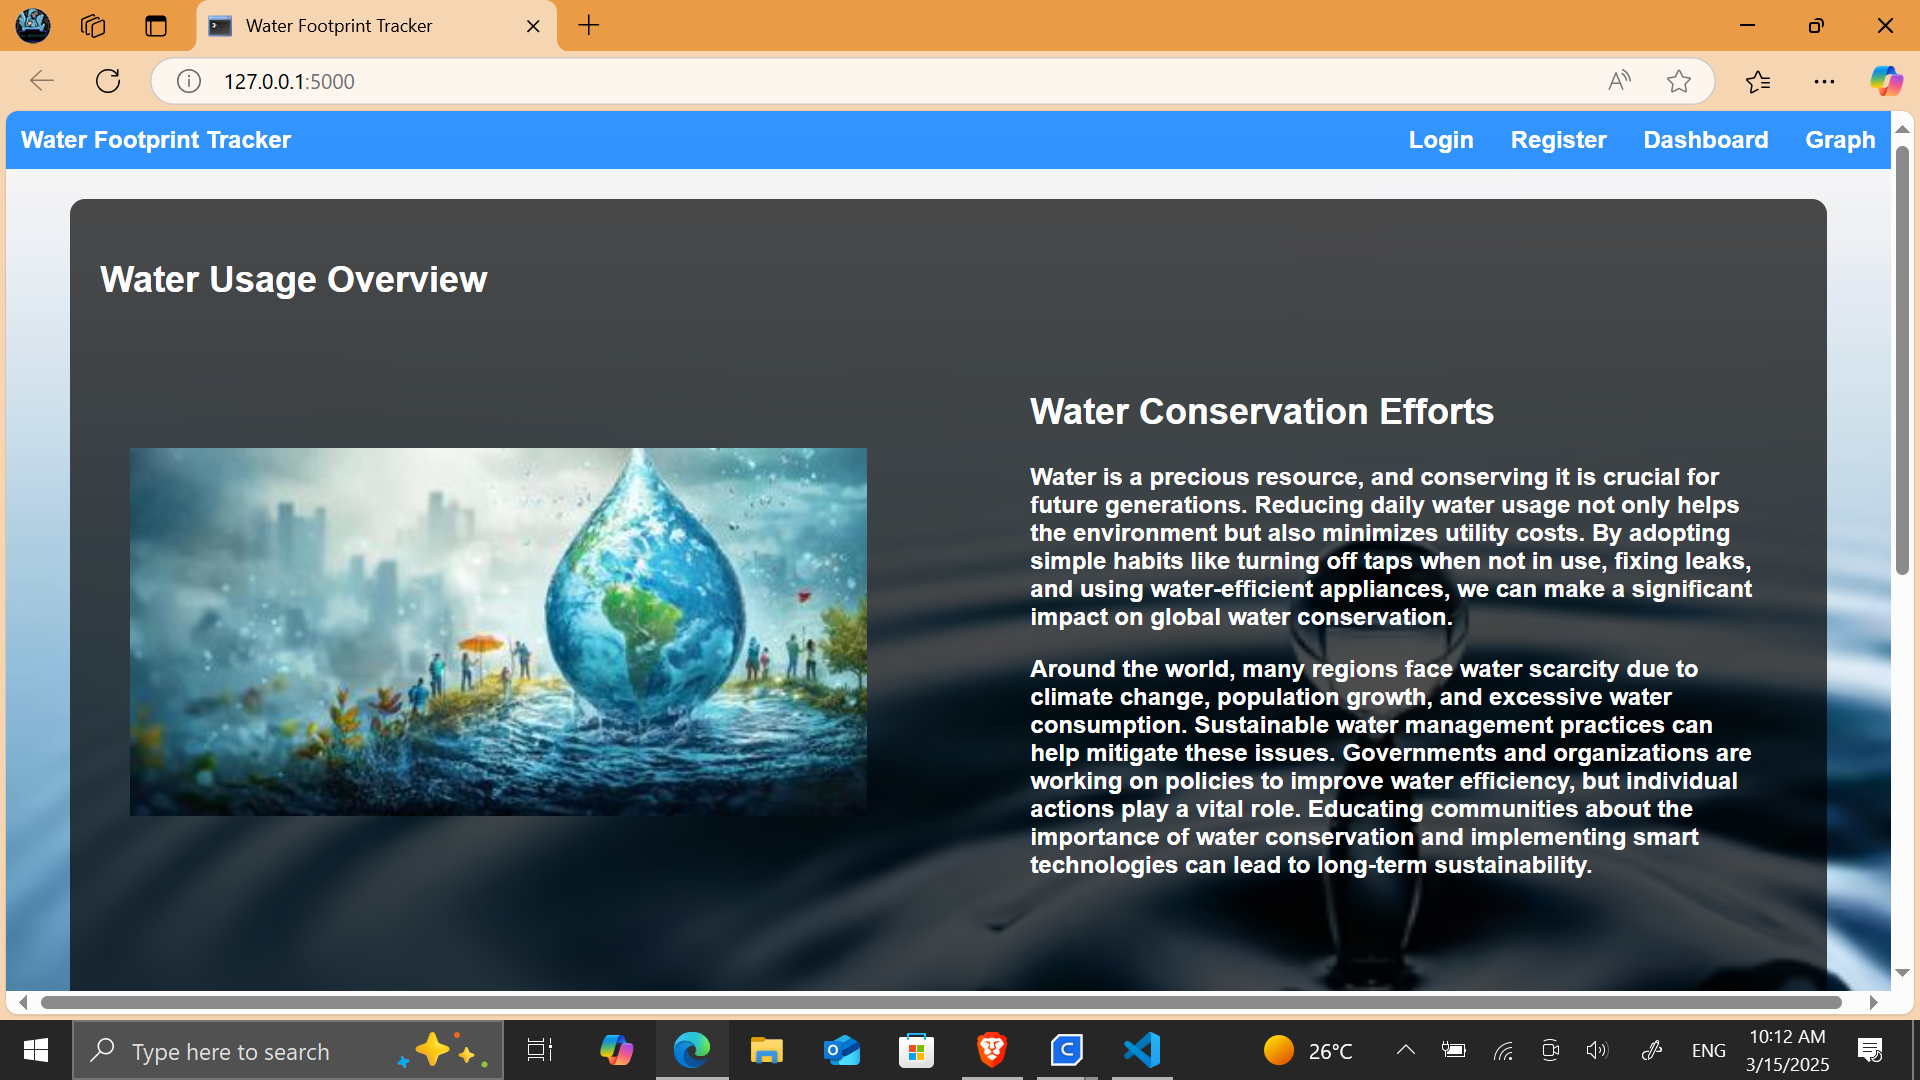 Water Footprint Tracker
127.0.0.1:5000
Water Footprint Tracker
Login
Register
Dashboard
Graph
Water Usage Overview
Water Conservation Efforts
Water is a precious resource, and conserving it is crucial for
future generations. Reducing daily water usage not only helps
the environment but also minimizes utility costs. By adopting
simple habits like turning off taps when not in use, fixing leaks,
and using water-efficient appliances, we can make a significant
impact on global water conservation.
Around the world, many regions face water scarcity due to
climate change, population growth, and excessive water
consumption. Sustainable water management practices can
help mitigate these issues. Governments and organizations are
working on policies to improve water efficiency, but individual
actions play a vital role. Educating communities about the
importance of water conservation and implementing smart
technologies can lead to long-term sustainability.
Type here to search
26°C
ENG
10:12 AM
3/15/2025